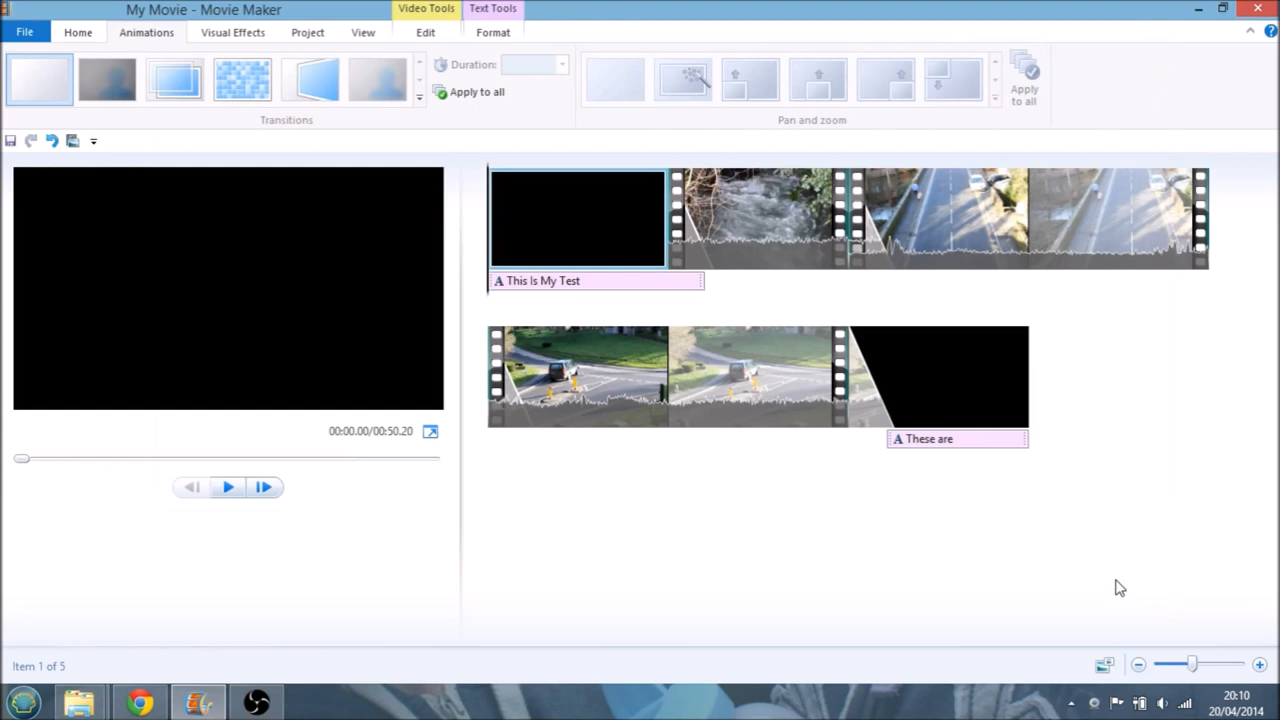 My Movie - Movie Maker
Video Tools
Text Tools
File
Home
Animations
Visual Effects
Project
View
Edit
Format
Duration:
Apply to all
Apply to all
Transitions
Pan and zoom
A This Is My Test
00:00.00/00:50.20
A These are
Item 1 of 5
20:10
20/04/2014